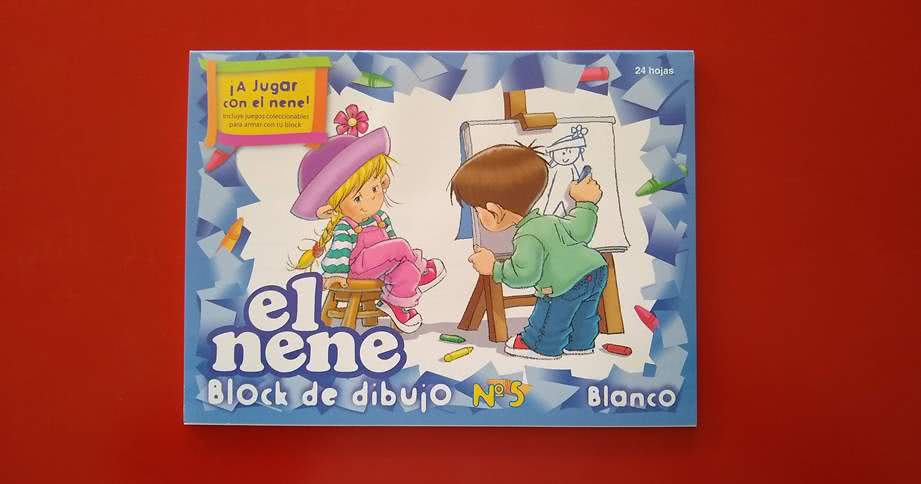 24 hojas
¡A Jugar
con el nene!
Incluye juegos coleccionables
para armar con tu block
el
nene
Block de dibujo Nº5 Blanco